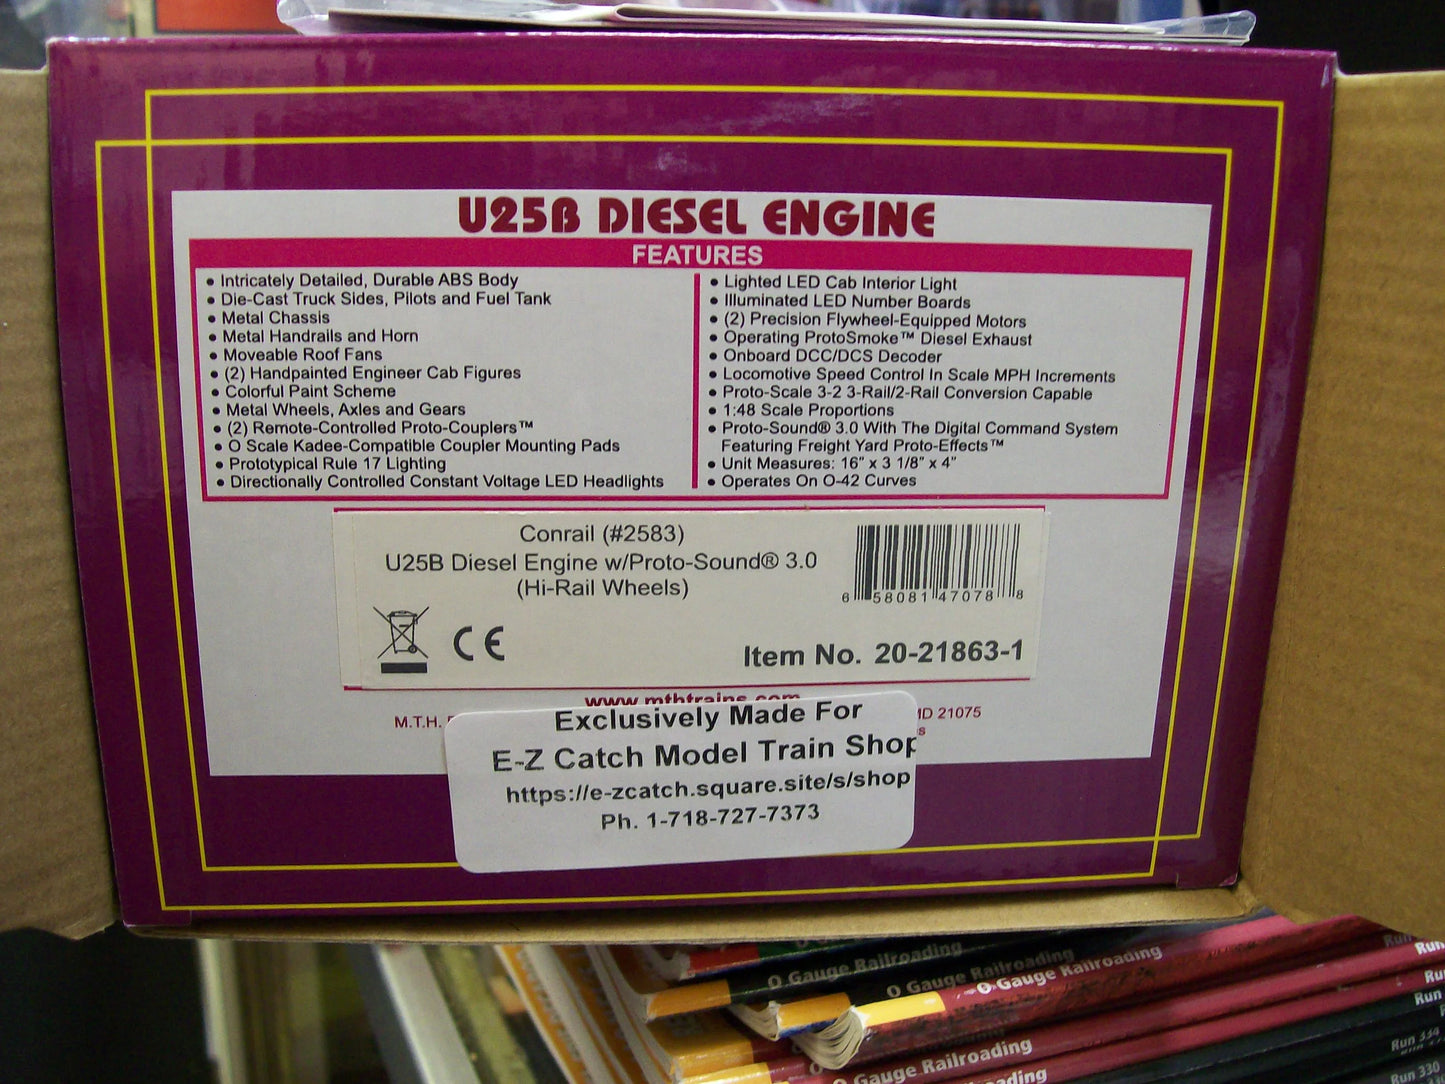 U25B DIESEL ENGINE
FEATURES
• Intricately Detailed, Durable ABS Body
• Die-Cast Truck Sides, Pilots and Fuel Tank
• Metal Chassis
• Metal Handrails and Horn
• Moveable Roof Fans
• (2) Handpainted Engineer Cab Figures
• Colorful Paint Scheme
• Metal Wheels, Axles and Gears
• (2) Remote-Controlled Proto-Couplers™
• O Scale Kadee-Compatible Coupler Mounting Pads
• Prototypical Rule 17 Lighting
• Directionally Controlled Constant Voltage LED Headlights
• Lighted LED Cab Interior Light
• Illuminated LED Number Boards
• (2) Precision Flywheel-Equipped Motors
• Operating ProtoSmoke™ Diesel Exhaust
• Onboard DCC/DCS Decoder
• Locomotive Speed Control In Scale MPH Increments
• Proto-Scale 3-2 3-Rail/2-Rail Conversion Capable
• 1:48 Scale Proportions
• Proto-Sound® 3.0 With The Digital Command System
Featuring Freight Yard Proto-Effects™
• Unit Measures: 16" x 3 1/8" x 4"
• Operates On O-42 Curves
Conrail (#2583)
U25B Diesel Engine w/Proto-Sound® 3.0
(Hi-Rail Wheels)
6 58081 47078 8
CE
Item No. 20-21863-1
www.mthtrains.com
M.T.H. MD 21075
Exclusively Made For
E-Z Catch Model Train Shop
https://e-zcatch.square.site/s/shop
Ph. 1-718-727-7373
O Gauge Railroading
O Gauge Railroading
O Gauge Railroading
O Gauge Railroading
O Gauge Railroading
Run
Run
Run
Run
Run 334
Run 330